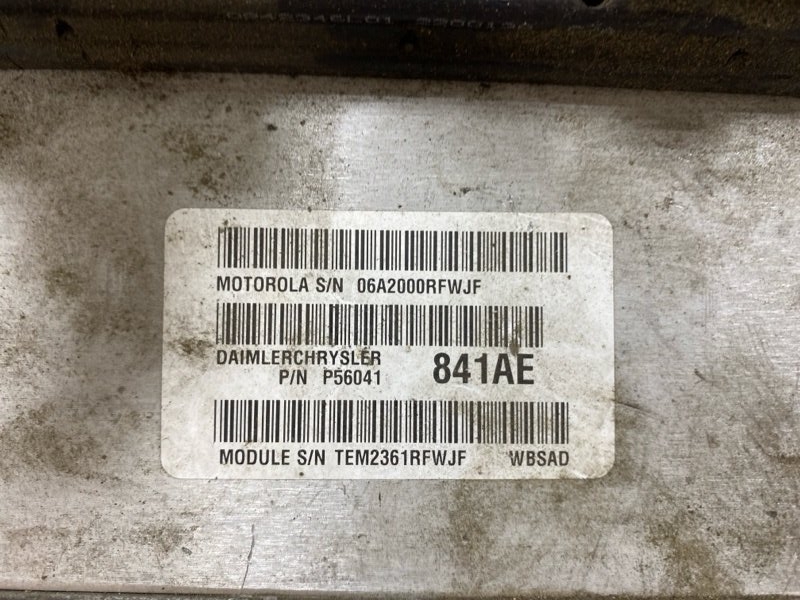 MOTOROLA S/N 06A2000RFWJF
DAIMLERCHRYSLER
P/N P56041 841AE
MODULE S/N TEM2361RFWJF WBSAD